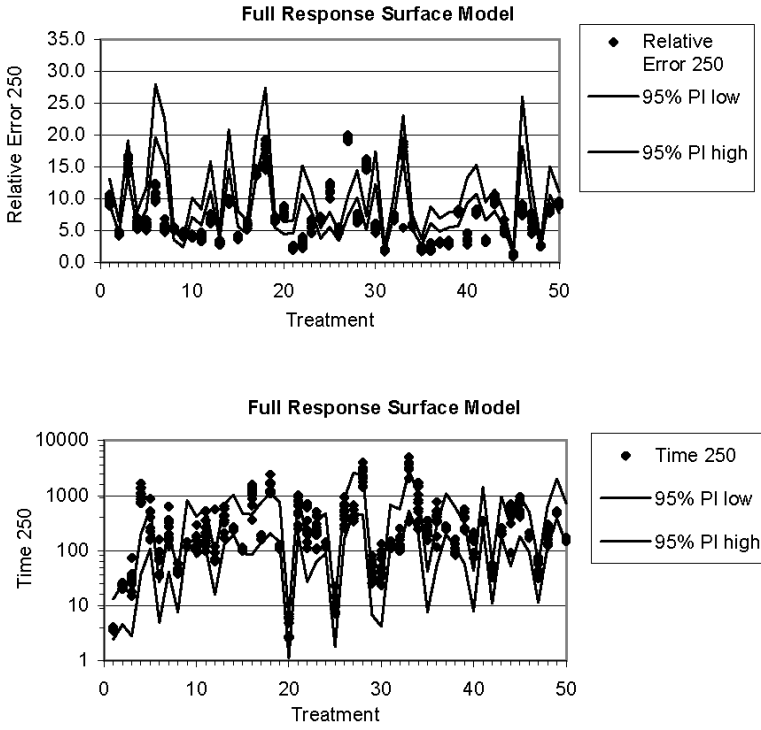 Full Response Surface Model
35.0
30.0
25.0
20.0
15.0
10.0
5.0
0.0
Relative Error 250
0 10 20 30 40 50
Treatment
Relative
Error 250
95% PI low
95% PI high
Full Response Surface Model
10000
1000
100
10
1
Time 250
0 10 20 30 40 50
Treatment
Time 250
95% PI low
95% PI high